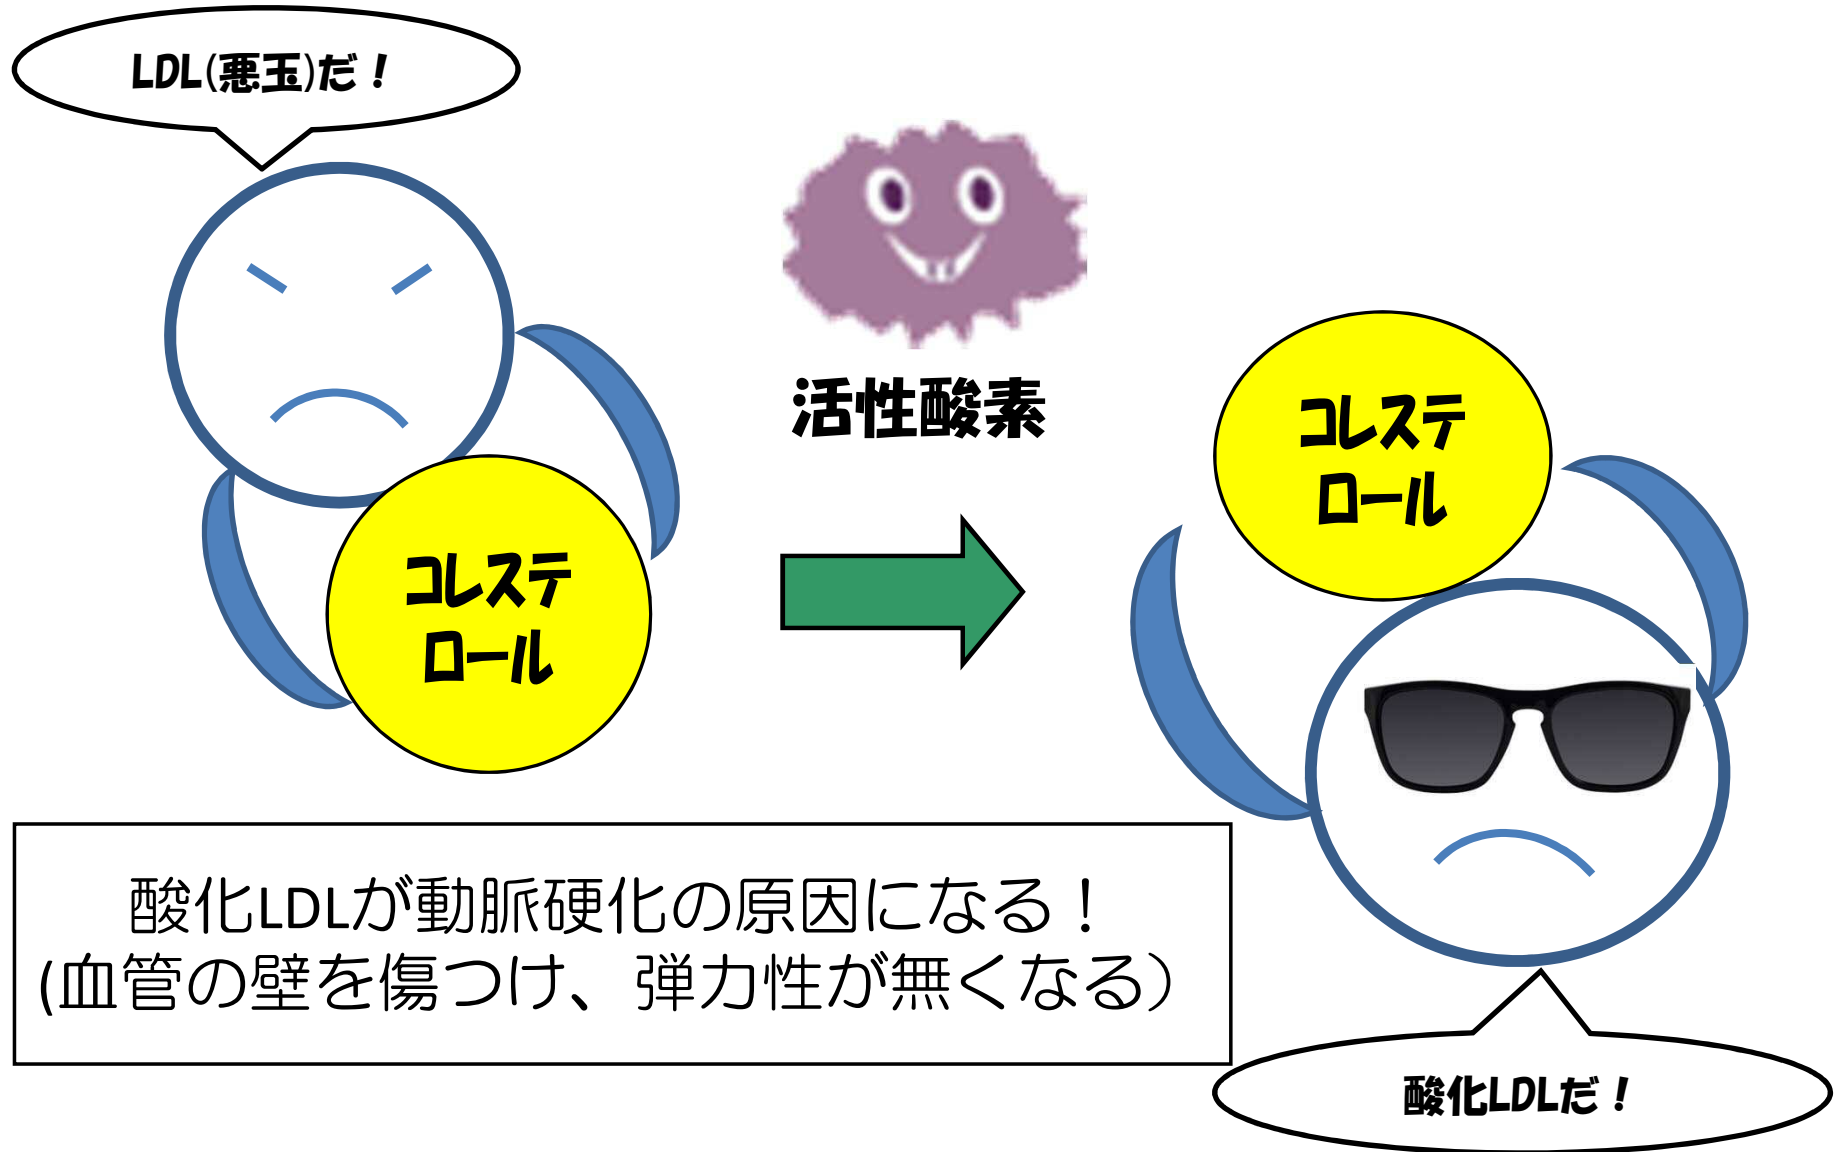 LDL(悪玉)だ！
活性酸素
コレステ
ロール
コレステ
ロール
酸化LDLが動脈硬化の原因になる！
(血管の壁を傷つけ、弾力性が無くなる）
酸化LDLだ！